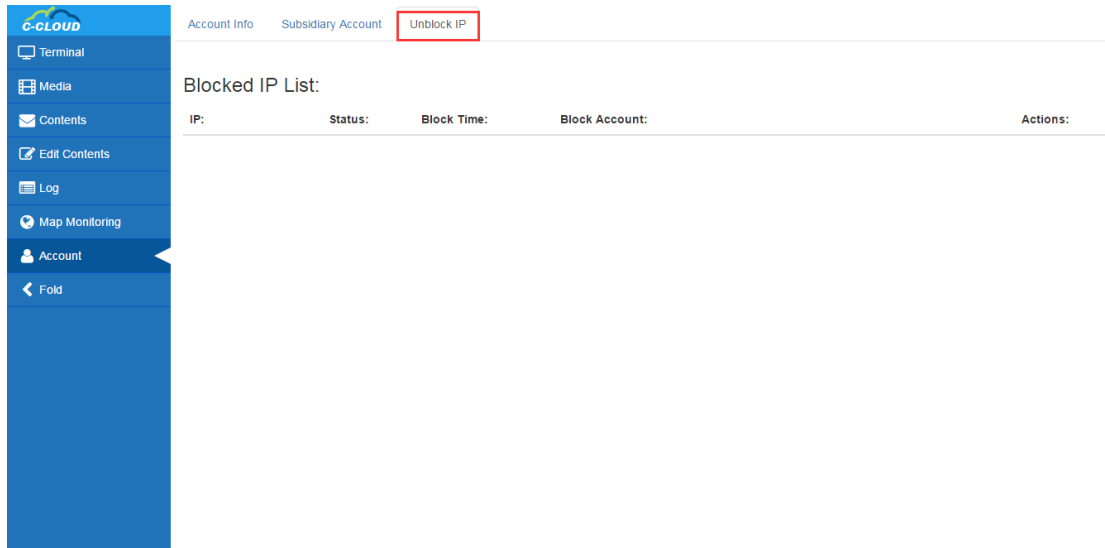 C-CLOUD
Account Info Subsidiary Account Unblock IP
Terminal
Media
Contents
Edit Contents
Log
Map Monitoring
Account
Fold
Blocked IP List:
IP: Status: Block Time: Block Account: Actions: